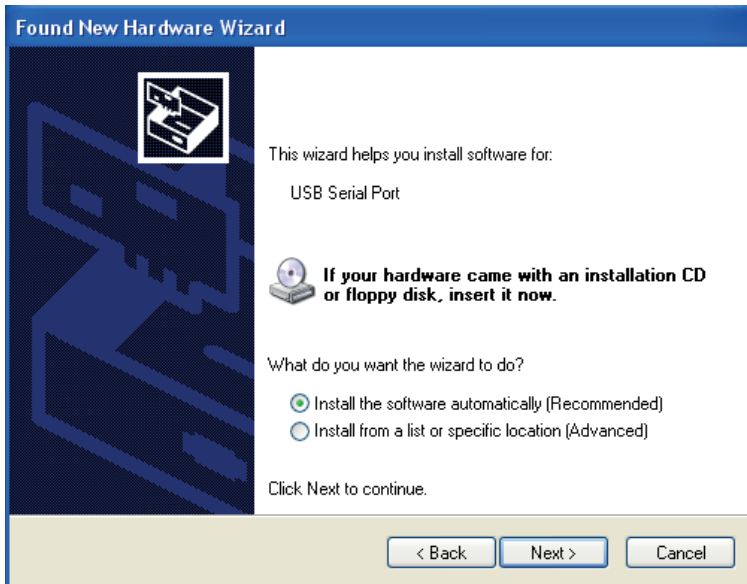 Found New Hardware Wizard
This wizard helps you install software for:
USB Serial Port
If your hardware came with an installation CD
or floppy disk, insert it now.
What do you want the wizard to do?
Install the software automatically (Recommended)
Install from a list or specific location (Advanced)
Click Next to continue.
< Back Next > Cancel